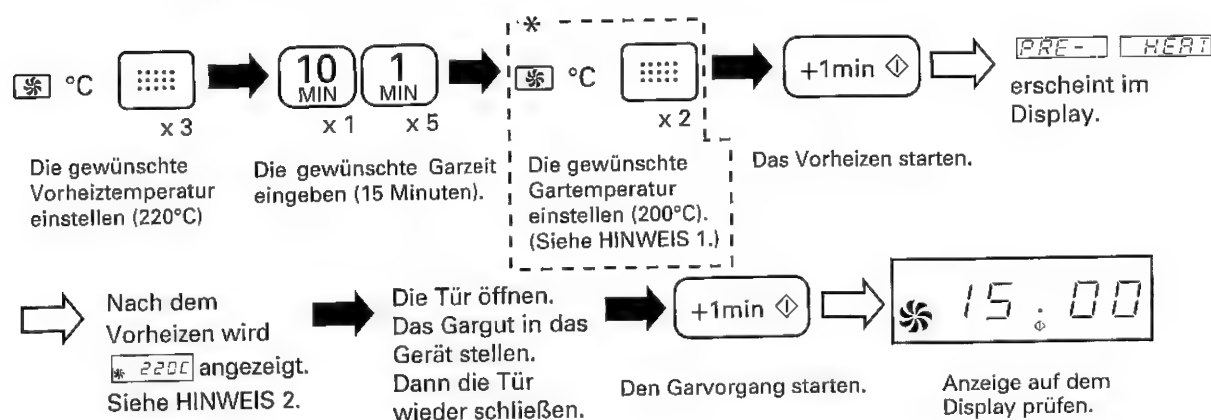 °C
x 3
Die gewünschte
Vorheiztemperatur
einstellen (220°C)
10
MIN
x 1
1
MIN
x 5
Die gewünschte Garzeit
eingeben (15 Minuten).
*
°C
x 2
Die gewünschte
Gartemperatur
einstellen (200°C).
(Siehe HINWEIS 1.)
+1min
Das Vorheizen starten.
PRE- HEAT
erscheint im
Display.
Nach dem
Vorheizen wird
220C angezeigt.
Siehe HINWEIS 2.
Die Tür öffnen.
Das Gargut in das
Gerät stellen.
Dann die Tür
wieder schließen.
+1min
Den Garvorgang starten.
15.00
Anzeige auf dem
Display prüfen.